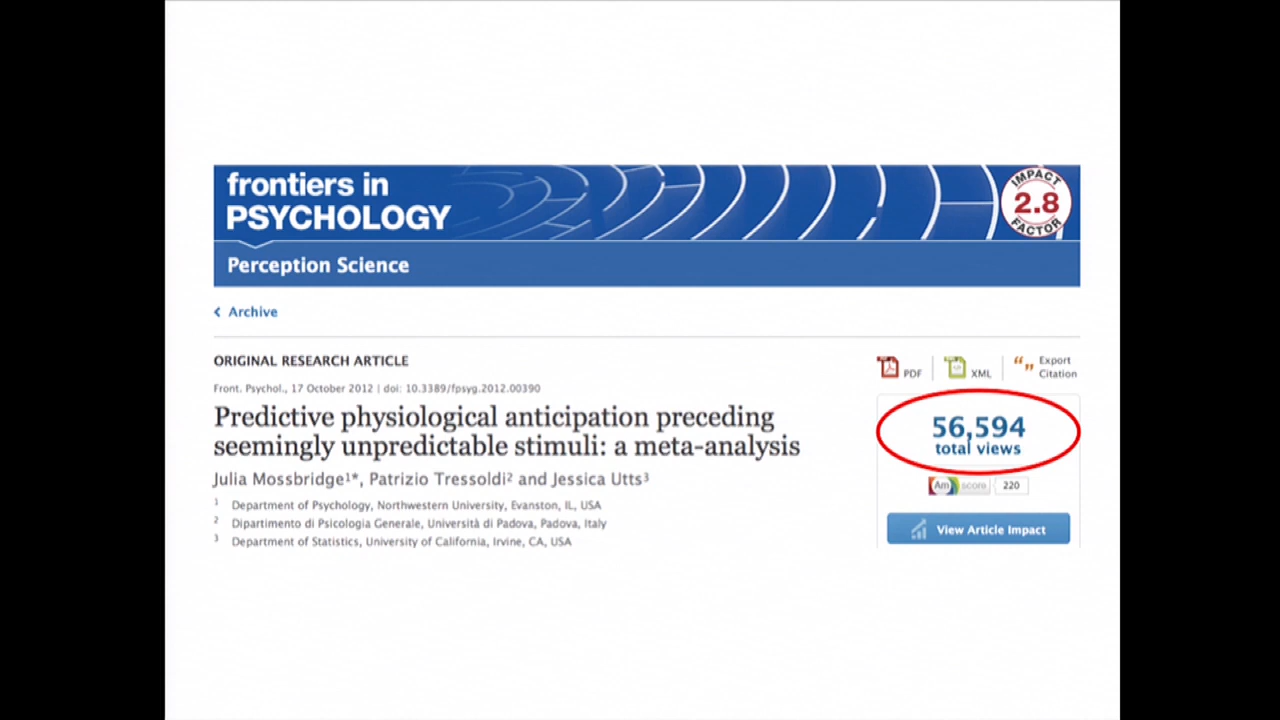 frontiers in
PSYCHOLOGY
IMPACT
2.8
FACTOR
Perception Science
Archive
ORIGINAL RESEARCH ARTICLE
Front. Psychol., 17 October 2012 | doi: 10.3389/fpsyg.2012.00390
Predictive physiological anticipation preceding
seemingly unpredictable stimuli: a meta-analysis
Julia Mossbridge¹*, Patrizio Tressoldi² and Jessica Utts³
¹ Department of Psychology, Northwestern University, Evanston, IL, USA
² Dipartimento di Psicologia Generale, Università di Padova, Padova, Italy
³ Department of Statistics, University of California, Irvine, CA, USA
PDF
XML
Export
Citation
56,594
total views
Am score 220
View Article Impact